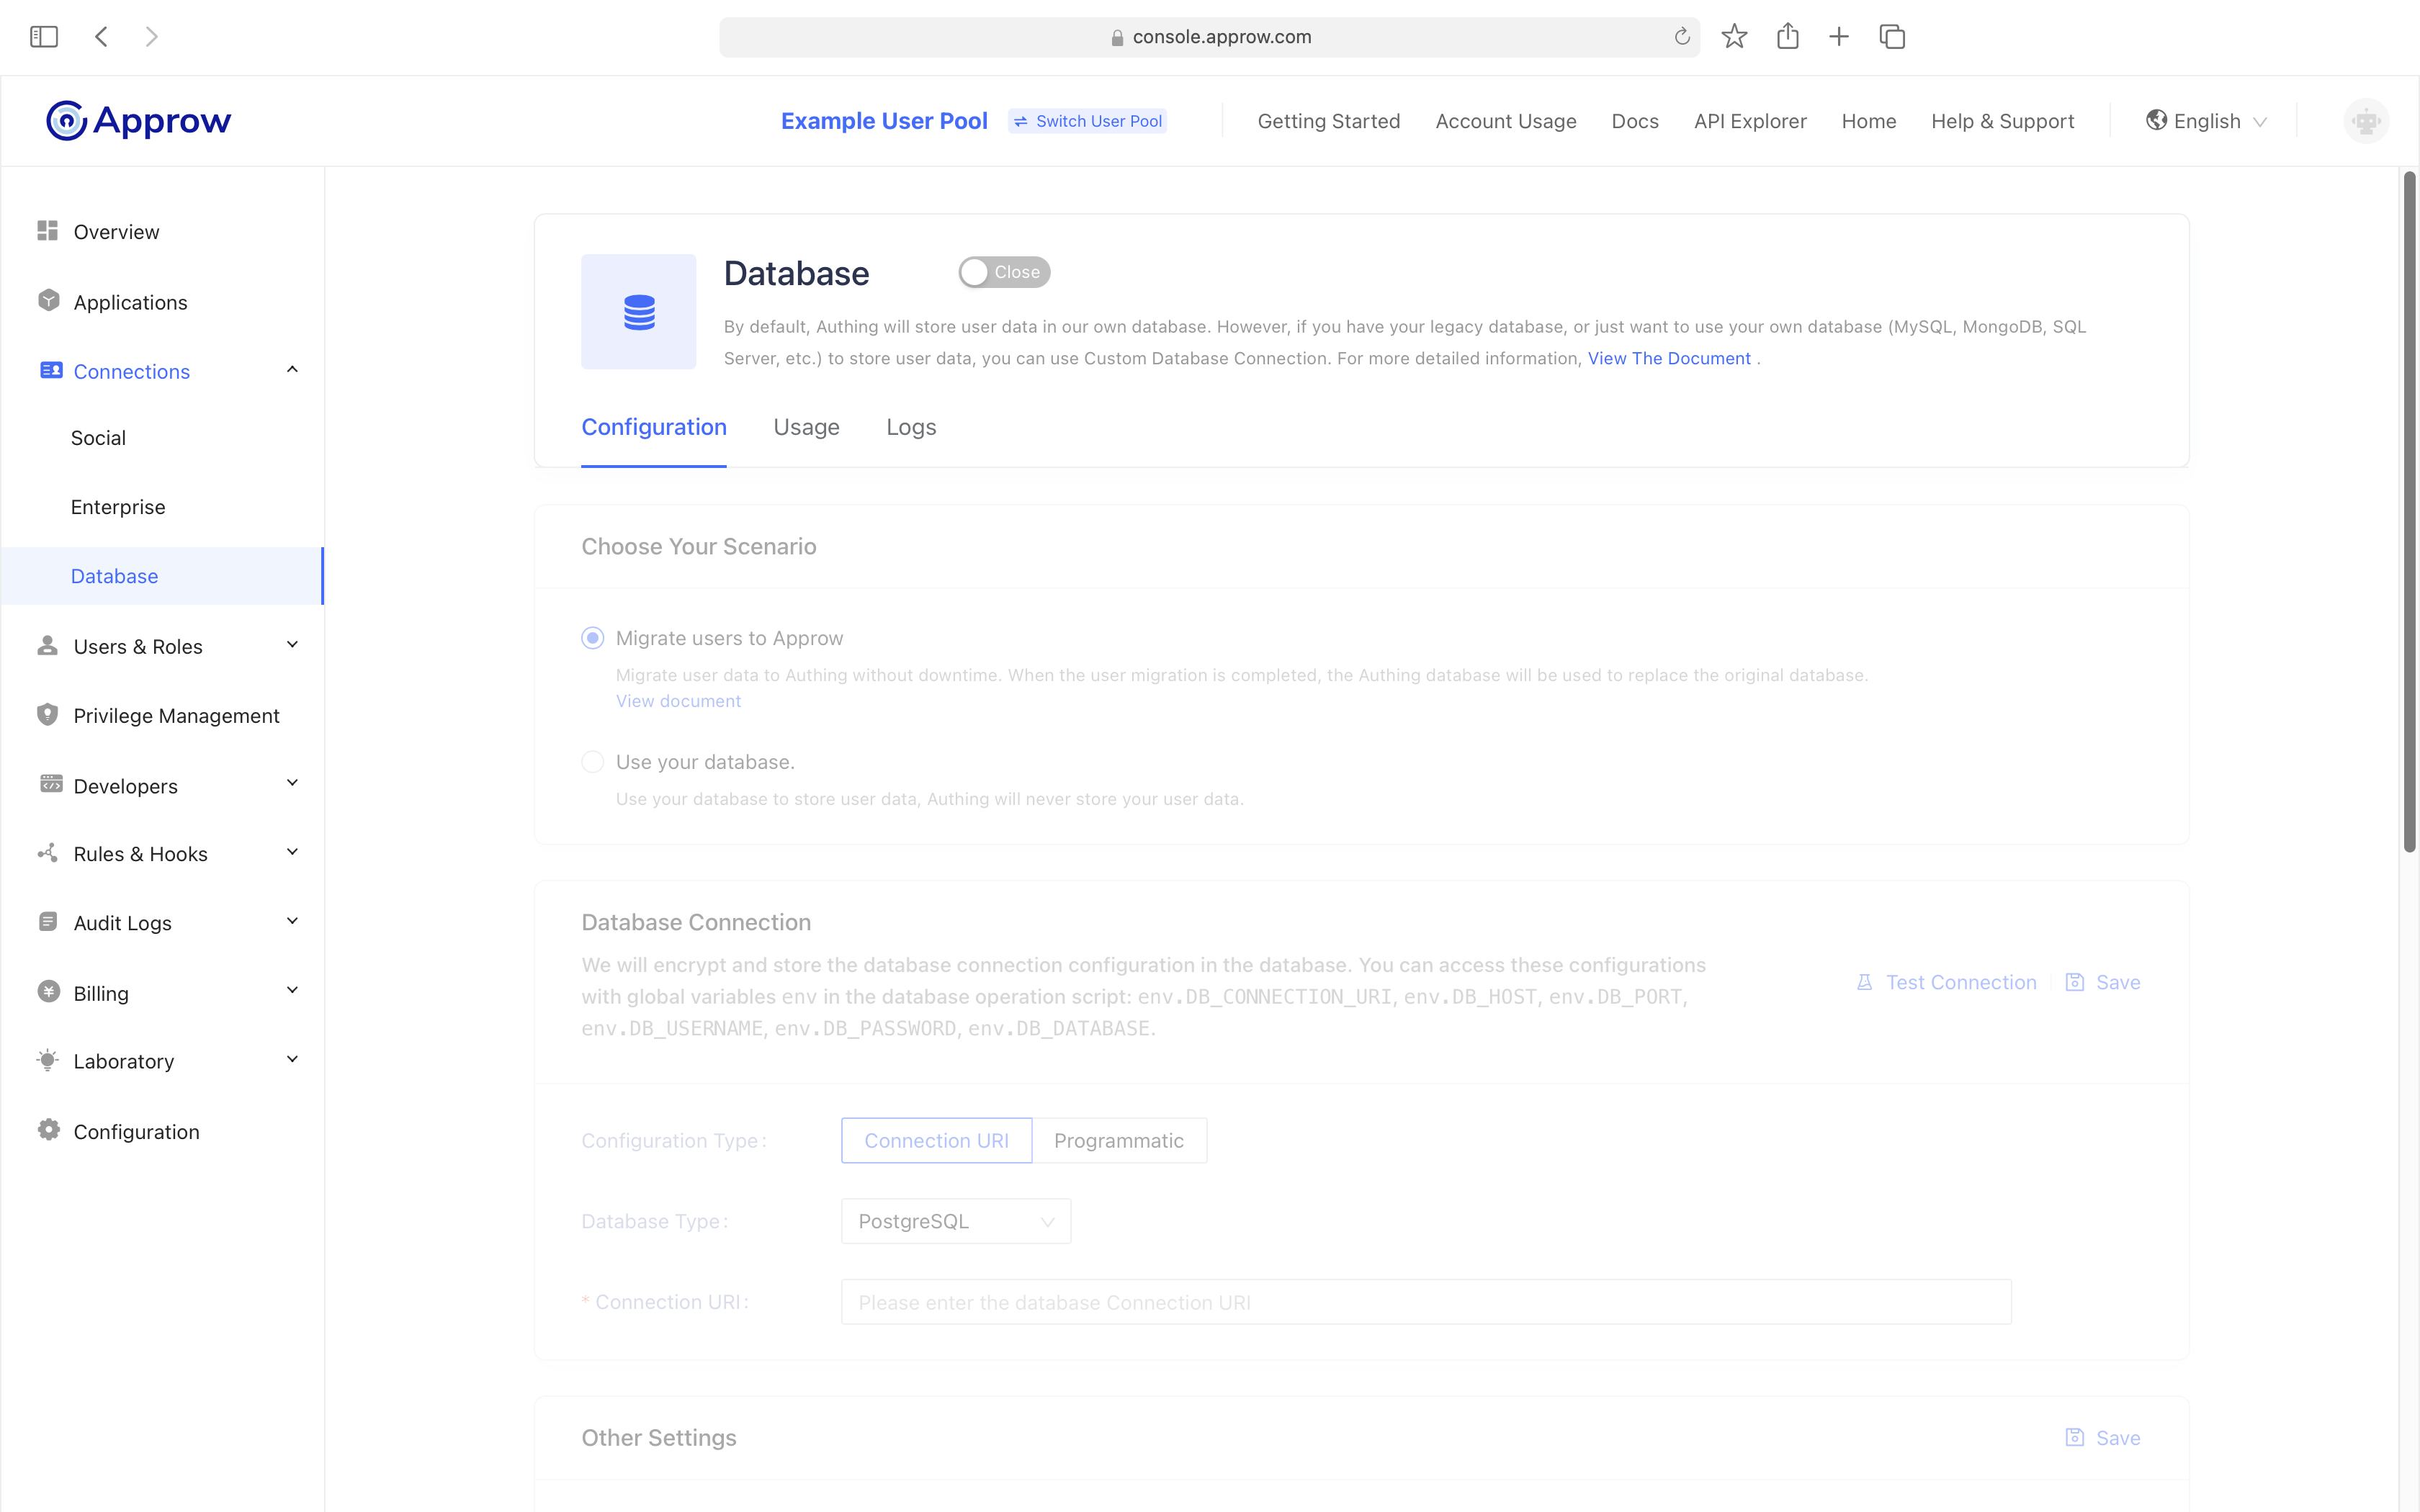 console.approw.com
Approw
Example User Pool
Switch User Pool
Getting Started
Account Usage
Docs
API Explorer
Home
Help & Support
English
Overview
Applications
Connections
Social
Enterprise
Database
Users & Roles
Privilege Management
Developers
Rules & Hooks
Audit Logs
Billing
Laboratory
Configuration
Database
Close
By default, Authing will store user data in our own database. However, if you have your legacy database, or just want to use your own database (MySQL, MongoDB, SQL
Server, etc.) to store user data, you can use Custom Database Connection. For more detailed information, View The Document .
Configuration
Usage
Logs
Choose Your Scenario
Migrate users to Approw
Migrate user data to Authing without downtime. When the user migration is completed, the Authing database will be used to replace the original database.
View document
Use your database.
Use your database to store user data, Authing will never store your user data.
Database Connection
We will encrypt and store the database connection configuration in the database. You can access these configurations
with global variables env in the database operation script: env.DB_CONNECTION_URI, env.DB_HOST, env.DB_PORT,
env.DB_USERNAME, env.DB_PASSWORD, env.DB_DATABASE.
Test Connection
Save
Configuration Type:
Connection URI
Programmatic
Database Type:
PostgreSQL
* Connection URI:
Please enter the database Connection URI
Other Settings
Save